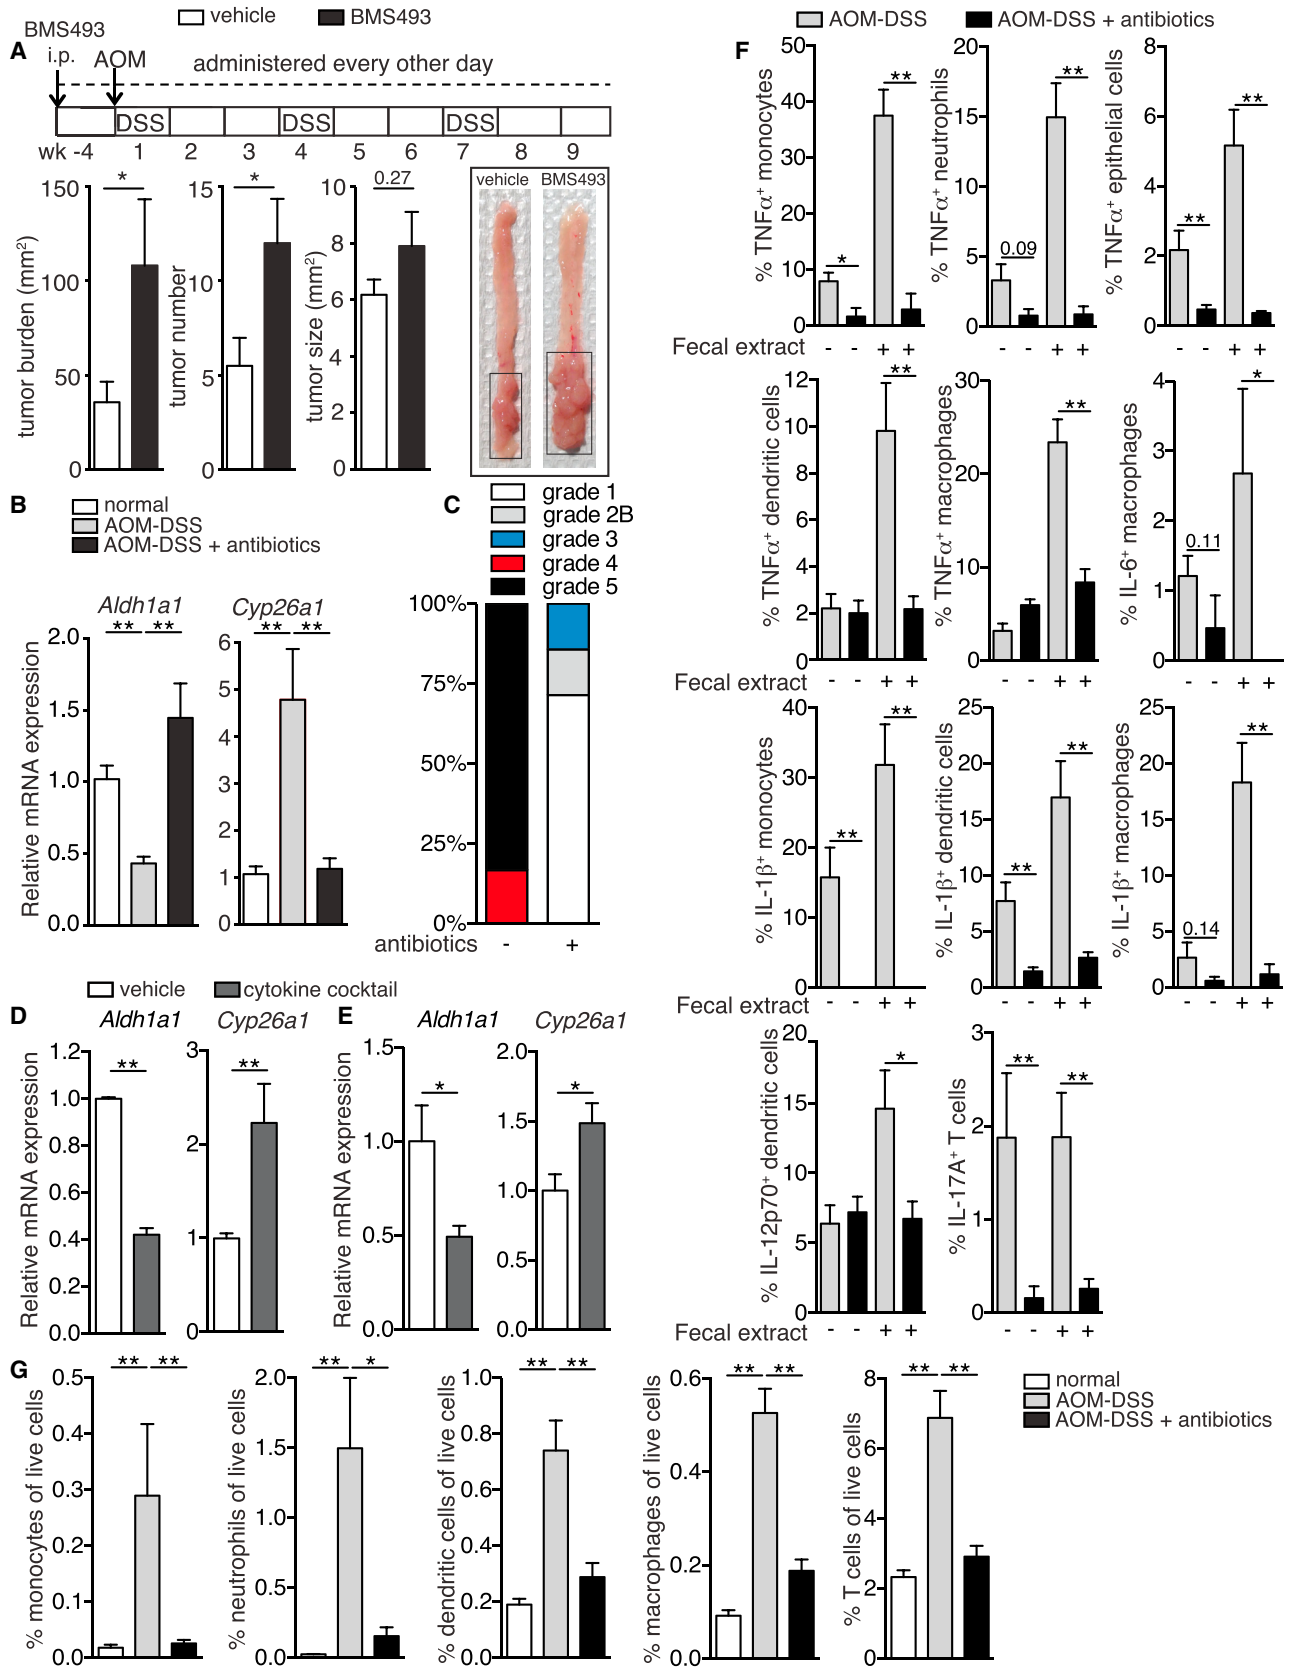 vehicle BMS493
A
BMS493
i.p.
AOM
administered every other day
DSS DSS DSS
wk -4 1 2 3 4 5 6 7 8 9
tumor burden (mm²)
150
100
50
0
*
tumor number
15
10
5
0
*
tumor size (mm²)
10
8
6
4
2
0
0.27
vehicle BMS493
B
normal
AOM-DSS
AOM-DSS + antibiotics
Relative mRNA expression
Aldh1a1
** **
2.0
1.5
1.0
0.5
0.0
Cyp26a1
** **
6
5
4
3
2
1
0
C
grade 1
grade 2B
grade 3
grade 4
grade 5
100%
75%
50%
25%
0%
antibiotics - +
vehicle cytokine cocktail
D
Relative mRNA expression
Aldh1a1
**
1.2
1.0
0.8
0.6
0.4
0.2
0.0
Cyp26a1
**
3
2
1
0
E
Relative mRNA expression
Aldh1a1
*
1.5
1.0
0.5
0.0
Cyp26a1
*
2.0
1.5
1.0
0.5
0.0
F
AOM-DSS AOM-DSS + antibiotics
% TNFα⁺ monocytes
50
40
30
20
10
0
* **
% TNFα⁺ neutrophils
20
15
10
5
0
0.09 **
% TNFα⁺ epithelial cells
8
6
4
2
0
** **
Fecal extract - - + + - - + + - - + +
% TNFα⁺ dendritic cells
12
10
8
6
4
2
0
**
% TNFα⁺ macrophages
30
20
10
0
**
% IL-6⁺ macrophages
4
3
2
1
0
0.11 *
Fecal extract - - + + - - + + - - + +
% IL-1β⁺ monocytes
40
30
20
10
0
** **
% IL-1β⁺ dendritic cells
25
20
15
10
5
0
** **
% IL-1β⁺ macrophages
25
20
15
10
5
0
0.14 **
Fecal extract - - + + - - + + - - + +
% IL-12p70⁺ dendritic cells
20
15
10
5
0
*
% IL-17A⁺ T cells
3
2
1
0
** **
Fecal extract - - + + - - + +
G
% monocytes of live cells
0.5
0.4
0.3
0.2
0.1
0.0
** **
% neutrophils of live cells
2.0
1.5
1.0
0.5
0.0
** *
% dendritic cells of live cells
1.0
0.8
0.6
0.4
0.2
0.0
** **
% macrophages of live cells
0.6
0.4
0.2
0.0
** **
% T cells of live cells
8
6
4
2
0
** **
normal
AOM-DSS
AOM-DSS + antibiotics